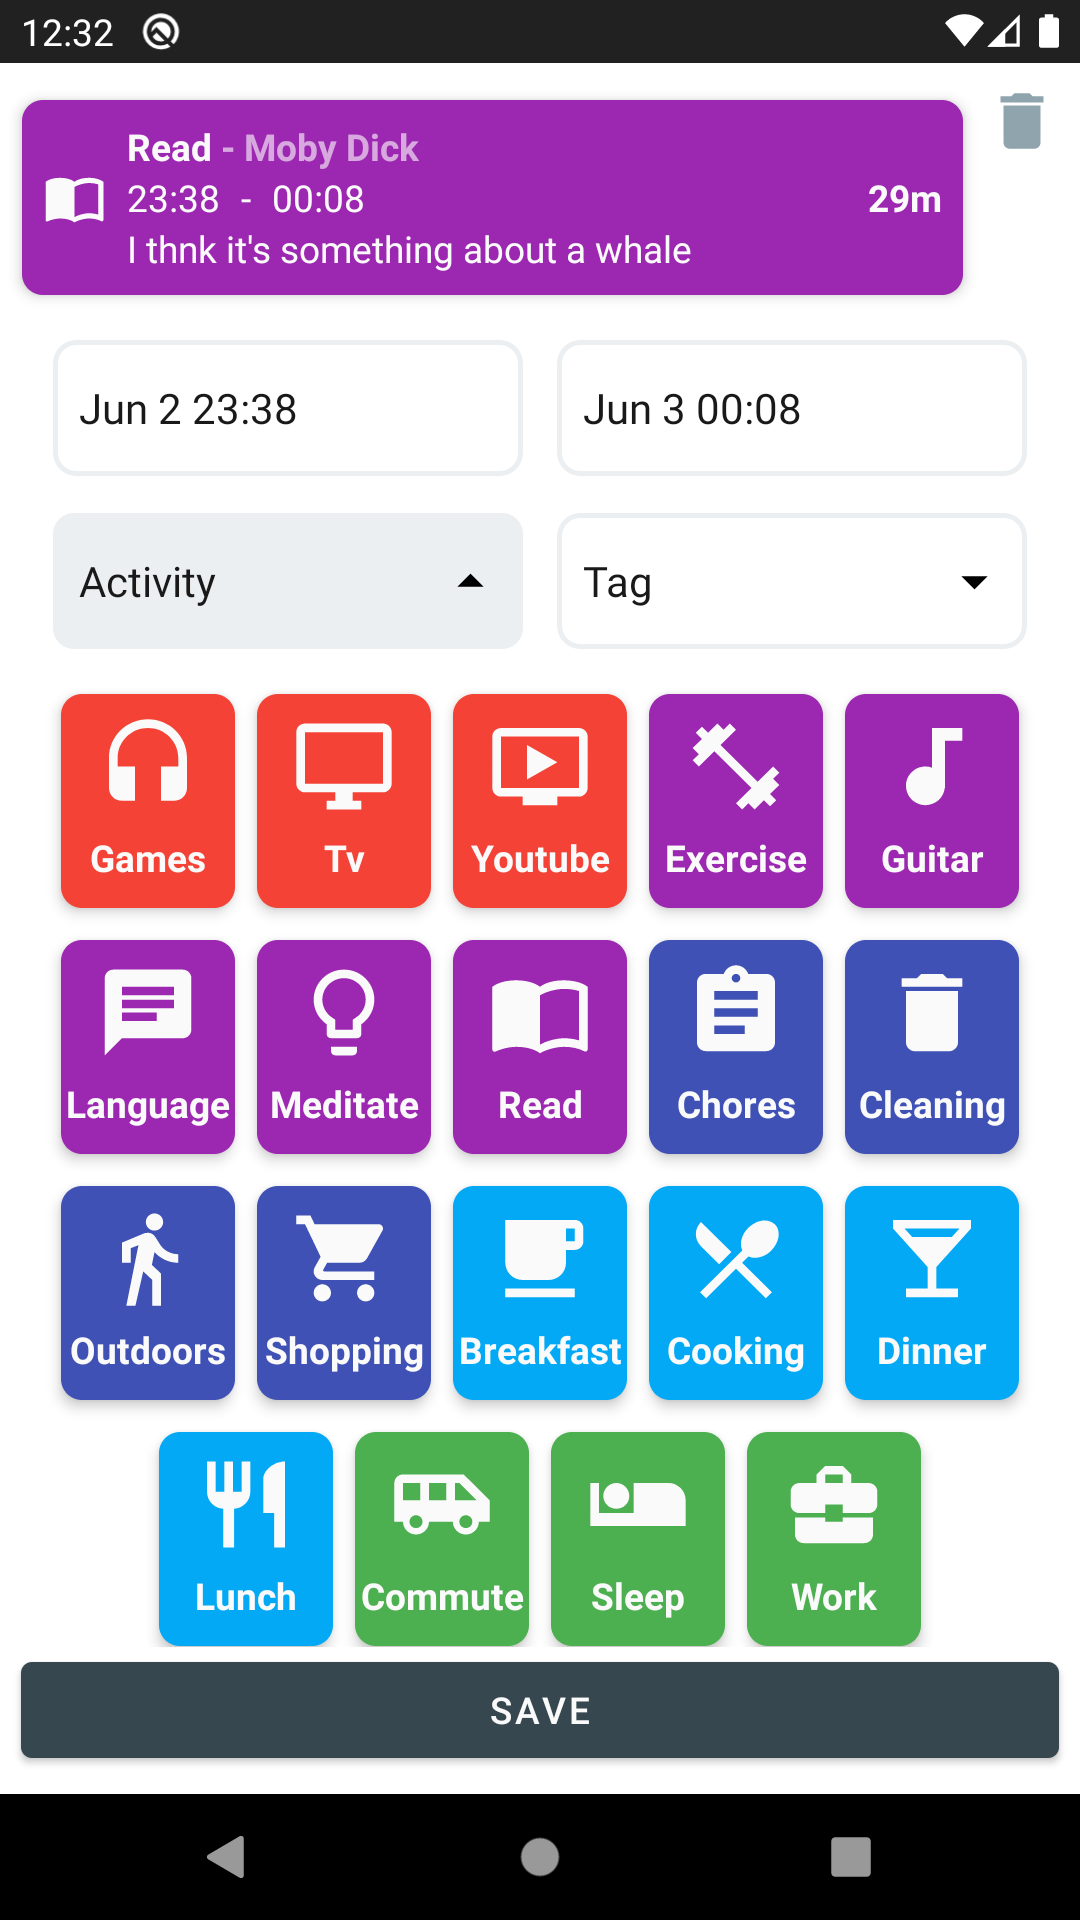 12:32
Read - Moby Dick
23:38 - 00:08
29m
I thnk it's something about a whale
Jun 2 23:38
Jun 3 00:08
Activity
Tag
Games
Tv
Youtube
Exercise
Guitar
Language
Meditate
Read
Chores
Cleaning
Outdoors
Shopping
Breakfast
Cooking
Dinner
Lunch
Commute
Sleep
Work
SAVE